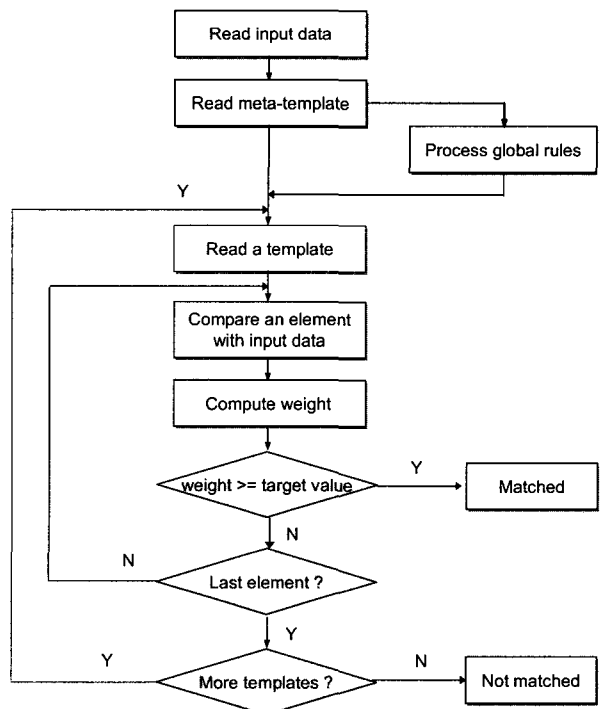 Read input data
Read meta-template
Process global rules
Y
Read a template
Compare an element
with input data
Compute weight
weight >= target value
Y
Matched
N
N
Last element ?
Y
Y
More templates ?
N
Not matched